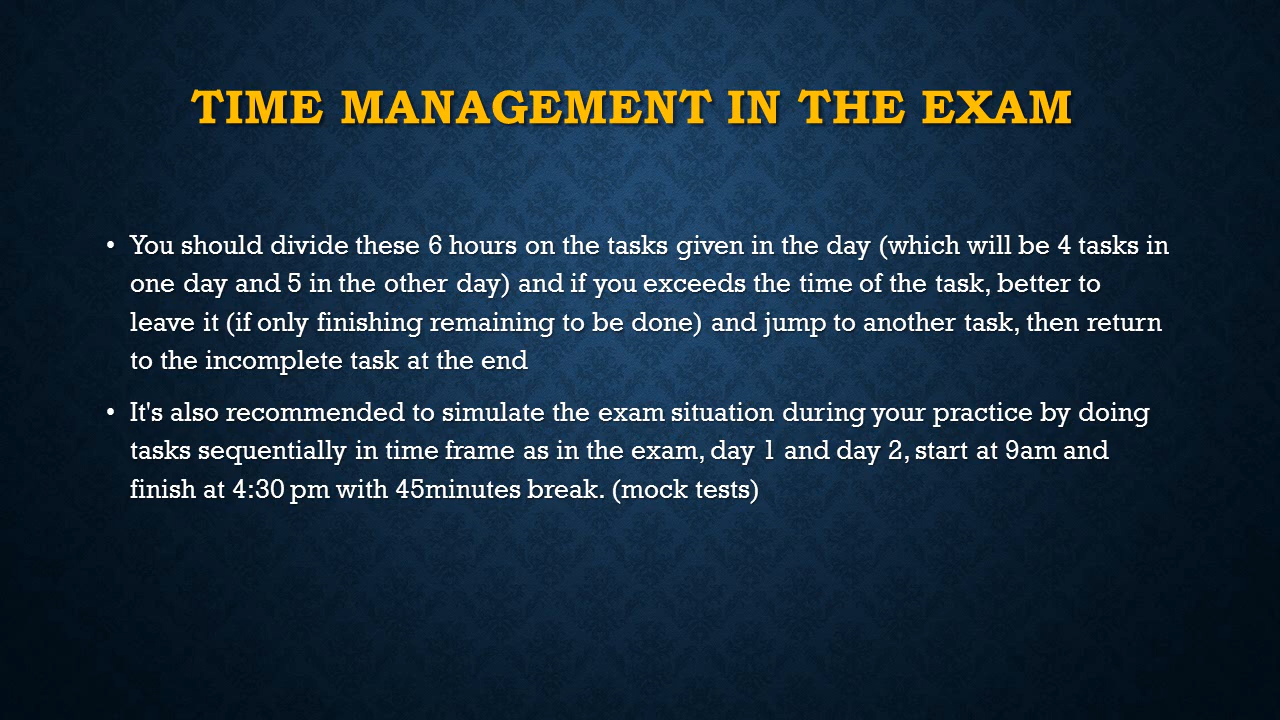 TIME MANAGEMENT IN THE EXAM
• You should divide these 6 hours on the tasks given in the day (which will be 4 tasks in
one day and 5 in the other day) and if you exceeds the time of the task, better to
leave it (if only finishing remaining to be done) and jump to another task, then return
to the incomplete task at the end
• It's also recommended to simulate the exam situation during your practice by doing
tasks sequentially in time frame as in the exam, day 1 and day 2, start at 9am and
finish at 4:30 pm with 45minutes break. (mock tests)